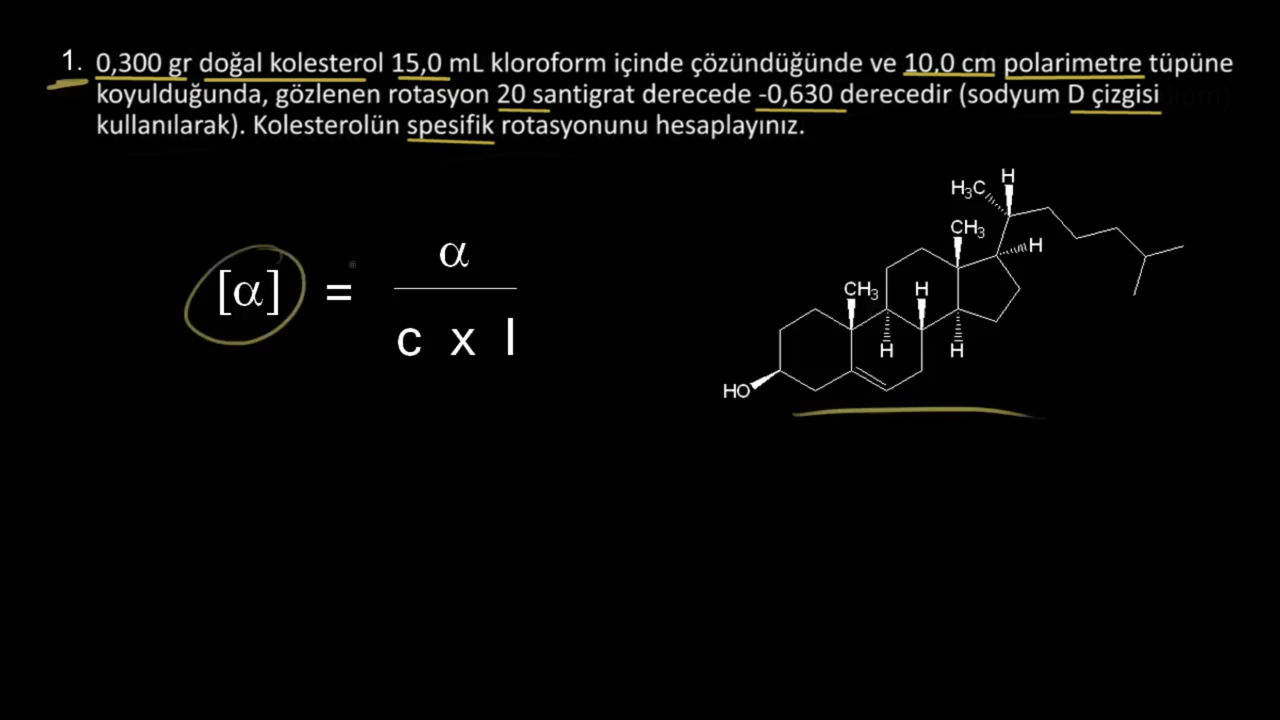 1. 0,300 gr doğal kolesterol 15,0 mL kloroform içinde çözündüğünde ve 10,0 cm polarimetre tüpüne
koyulduğunda, gözlenen rotasyon 20 santigrat derecede -0,630 derecedir (sodyum D çizgisi
kullanılarak). Kolesterolün spesifik rotasyonunu hesaplayınız.
[α] = α
c x l
H
H₃C
CH₃
H
CH₃
H
H
H
HO